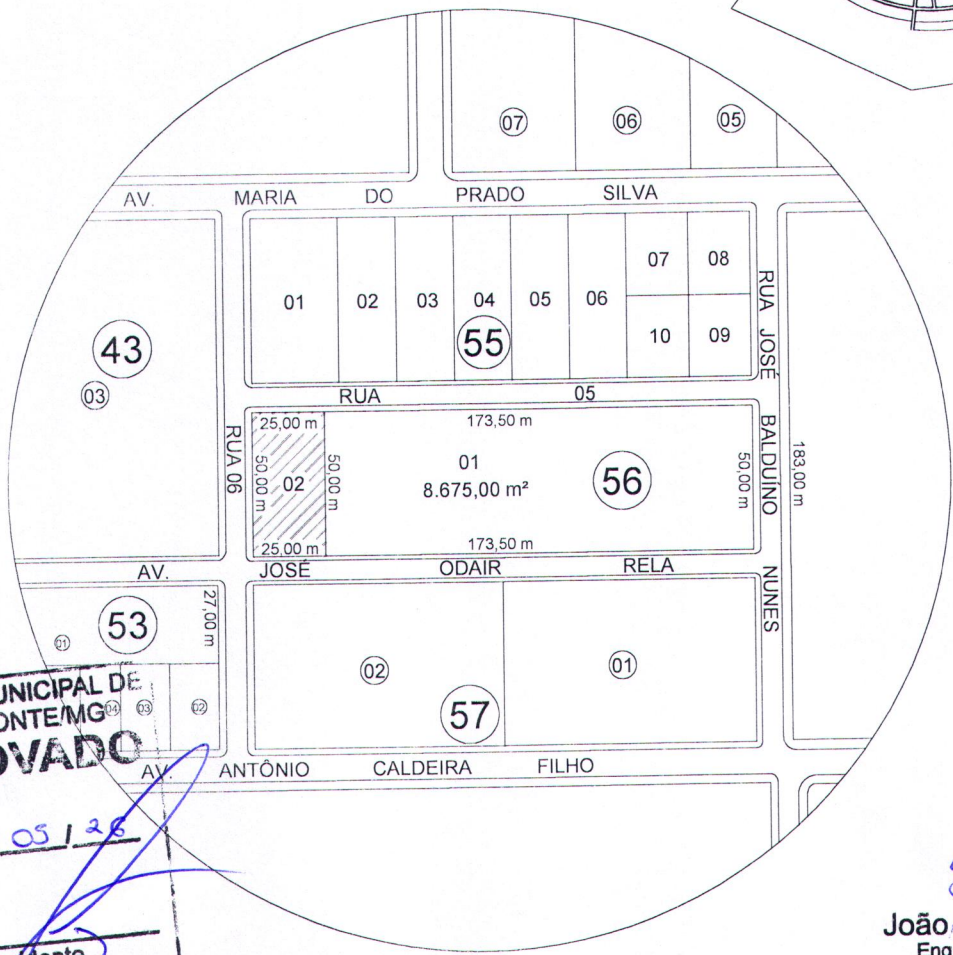 07 06 05
AV. MARIA DO PRADO SILVA
01 02 03 04 05 06 07 08
10 09
55
43
03
RUA JOSÉ BALDUÍNO NUNES
RUA 05
RUA 06
25,00 m
50,00 m
02
50,00 m
25,00 m
173,50 m
01
8.675,00 m²
56
50,00 m
173,50 m
183,00 m
AV. JOSÉ ODAIR RELA
53
27,00 m
01
04 03 02
02
57
01
AV. ANTÔNIO CALDEIRA FILHO
UNICIPAL DE
ONTE/MG
OVADO
05 / 26
João
Eng